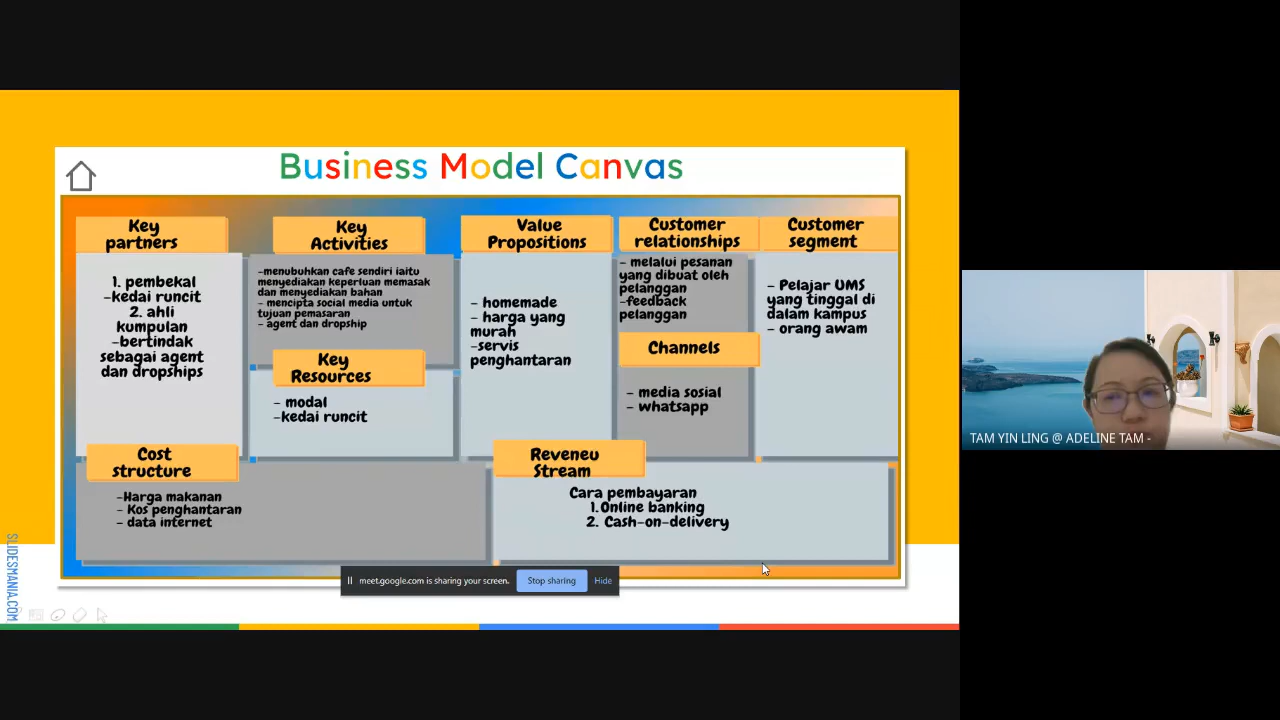 Business Model Canvas
Key
partners
1. pembekal
-kedai runcit
2. ahli
kumpulan
-bertindak
sebagai agent
dan dropships
Key
Activities
-menubuhkan cafe sendiri iaitu
menyediakan keperluan memasak
dan menyediakan bahan
- mencipta social media untuk
tujuan pemasaran
- agent dan dropship
Key
Resources
- modal
-kedai runcit
Value
Propositions
- homemade
- harga yang
murah
-servis
penghantaran
Customer
relationships
- melalui pesanan
yang dibuat oleh
pelanggan
-feedback
pelanggan
Channels
- media sosial
- whatsapp
Customer
segment
- Pelajar UMS
yang tinggal di
dalam kampus
- orang awam
Cost
structure
-Harga makanan
- Kos penghantaran
- data internet
Reveneu
Stream
Cara pembayaran
1.Online banking
2. Cash-on-delivery
meet.google.com is sharing your screen.
Stop sharing
Hide
SLIDESMANIA.COM
TAM YIN LING @ ADELINE TAM -